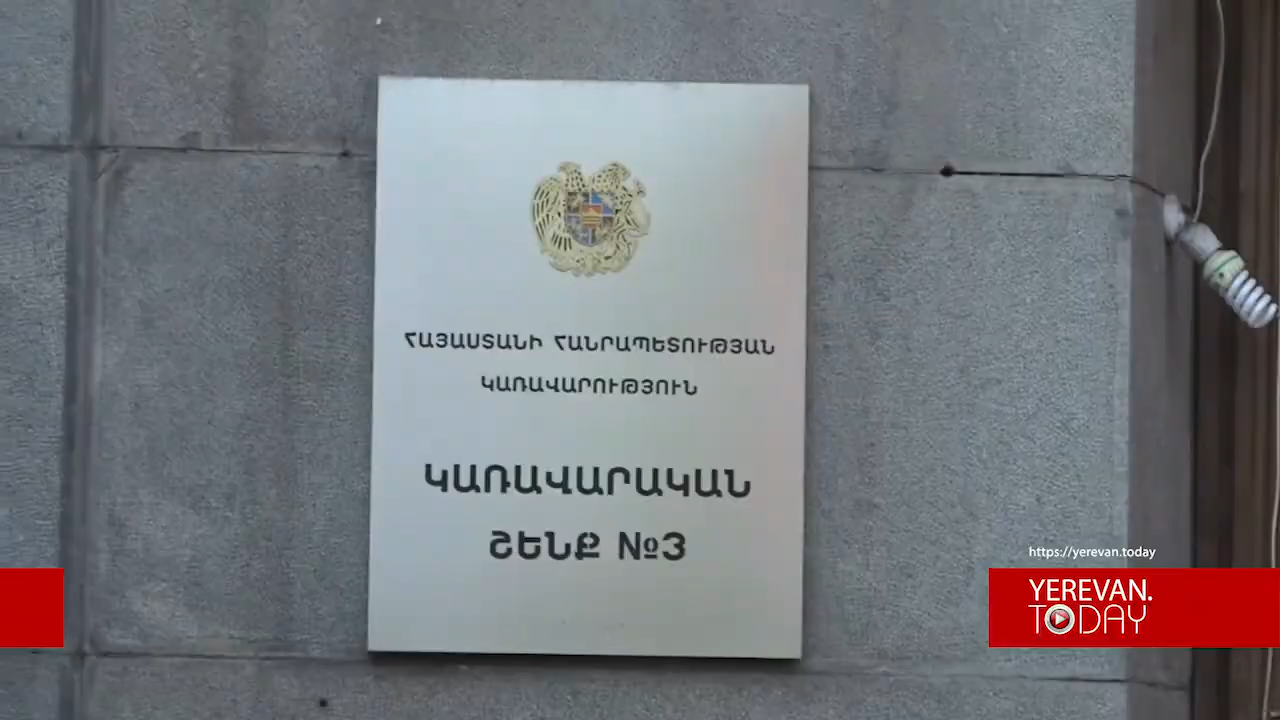 ՀԱՅԱՍՏԱՆԻ ՀԱՆՐԱՊԵՏՈՒԹՅԱՆ
ԿԱՌԱՎԱՐՈՒԹՅՈՒՆ
ԿԱՌԱՎԱՐԱԿԱՆ
ՇԵՆՔ №3
https://yerevan.today
YEREVAN.
TODAY